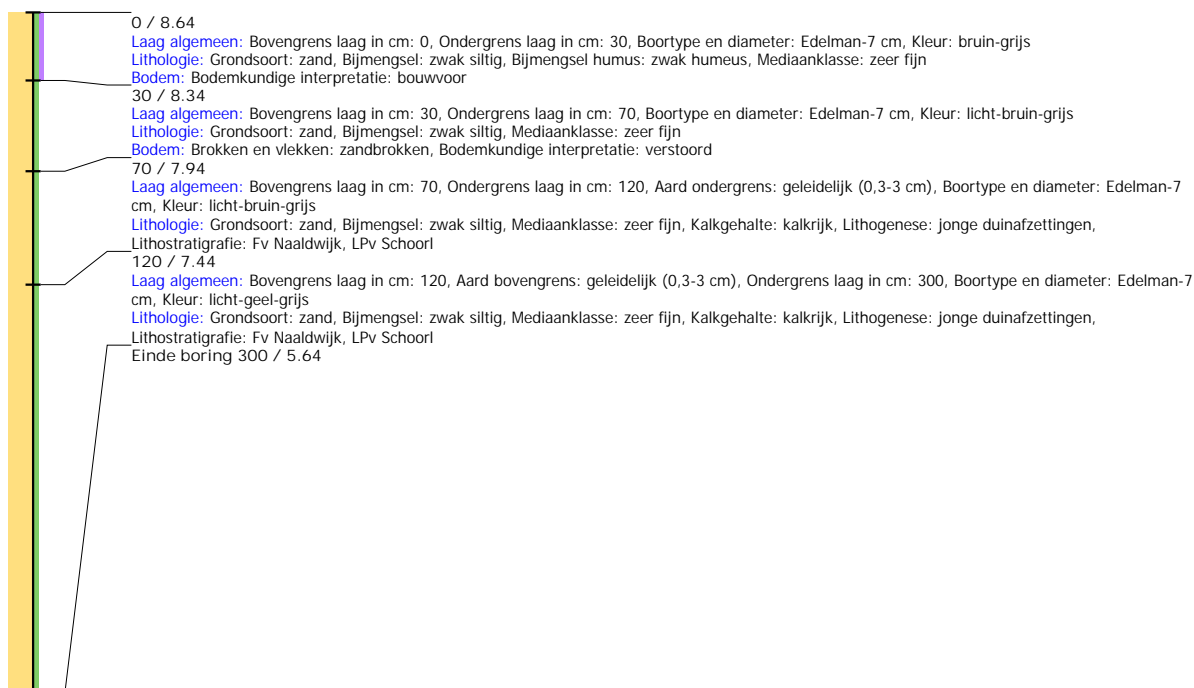 0 / 8.64
Laag algemeen: Bovengrens laag in cm: 0, Ondergrens laag in cm: 30, Boortype en diameter: Edelman-7 cm, Kleur: bruin-grijs
Lithologie: Grondsoort: zand, Bijmengsel: zwak siltig, Bijmengsel humus: zwak humeus, Mediaanklasse: zeer fijn
Bodem: Bodemkundige interpretatie: bouwvoor
30 / 8.34
Laag algemeen: Bovengrens laag in cm: 30, Ondergrens laag in cm: 70, Boortype en diameter: Edelman-7 cm, Kleur: licht-bruin-grijs
Lithologie: Grondsoort: zand, Bijmengsel: zwak siltig, Mediaanklasse: zeer fijn
Bodem: Brokken en vlekken: zandbrokken, Bodemkundige interpretatie: verstoord
70 / 7.94
Laag algemeen: Bovengrens laag in cm: 70, Ondergrens laag in cm: 120, Aard ondergrens: geleidelijk (0,3-3 cm), Boortype en diameter: Edelman-7
cm, Kleur: licht-bruin-grijs
Lithologie: Grondsoort: zand, Bijmengsel: zwak siltig, Mediaanklasse: zeer fijn, Kalkgehalte: kalkrijk, Lithogenese: jonge duinafzettingen,
Lithostratigrafie: Fv Naaldwijk, LPv Schoorl
120 / 7.44
Laag algemeen: Bovengrens laag in cm: 120, Aard bovengrens: geleidelijk (0,3-3 cm), Ondergrens laag in cm: 300, Boortype en diameter: Edelman-7
cm, Kleur: licht-geel-grijs
Lithologie: Grondsoort: zand, Bijmengsel: zwak siltig, Mediaanklasse: zeer fijn, Kalkgehalte: kalkrijk, Lithogenese: jonge duinafzettingen,
Lithostratigrafie: Fv Naaldwijk, LPv Schoorl
Einde boring 300 / 5.64